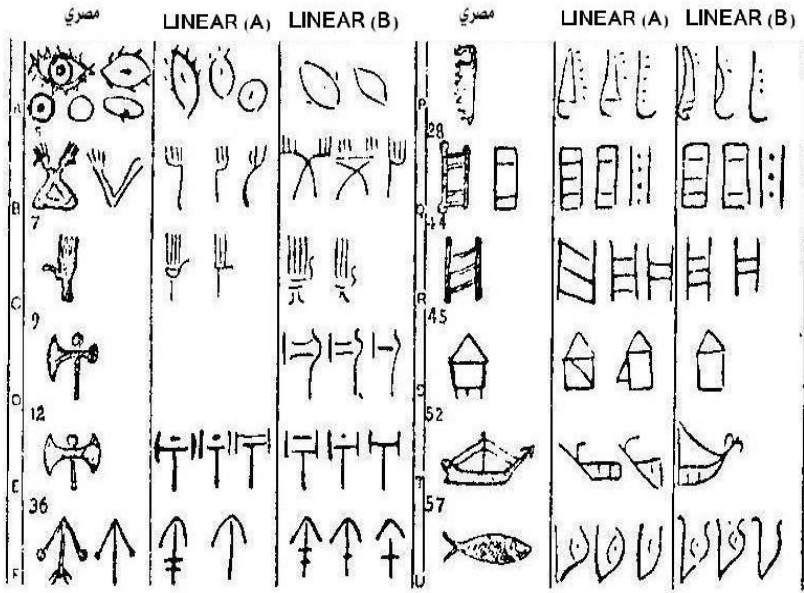 مصري LINEAR (A) LINEAR (B) مصري LINEAR (A) LINEAR (B)
A P
5 28
B Q
7 44
C R
9 45
D
12 52
E T
36 57
F U